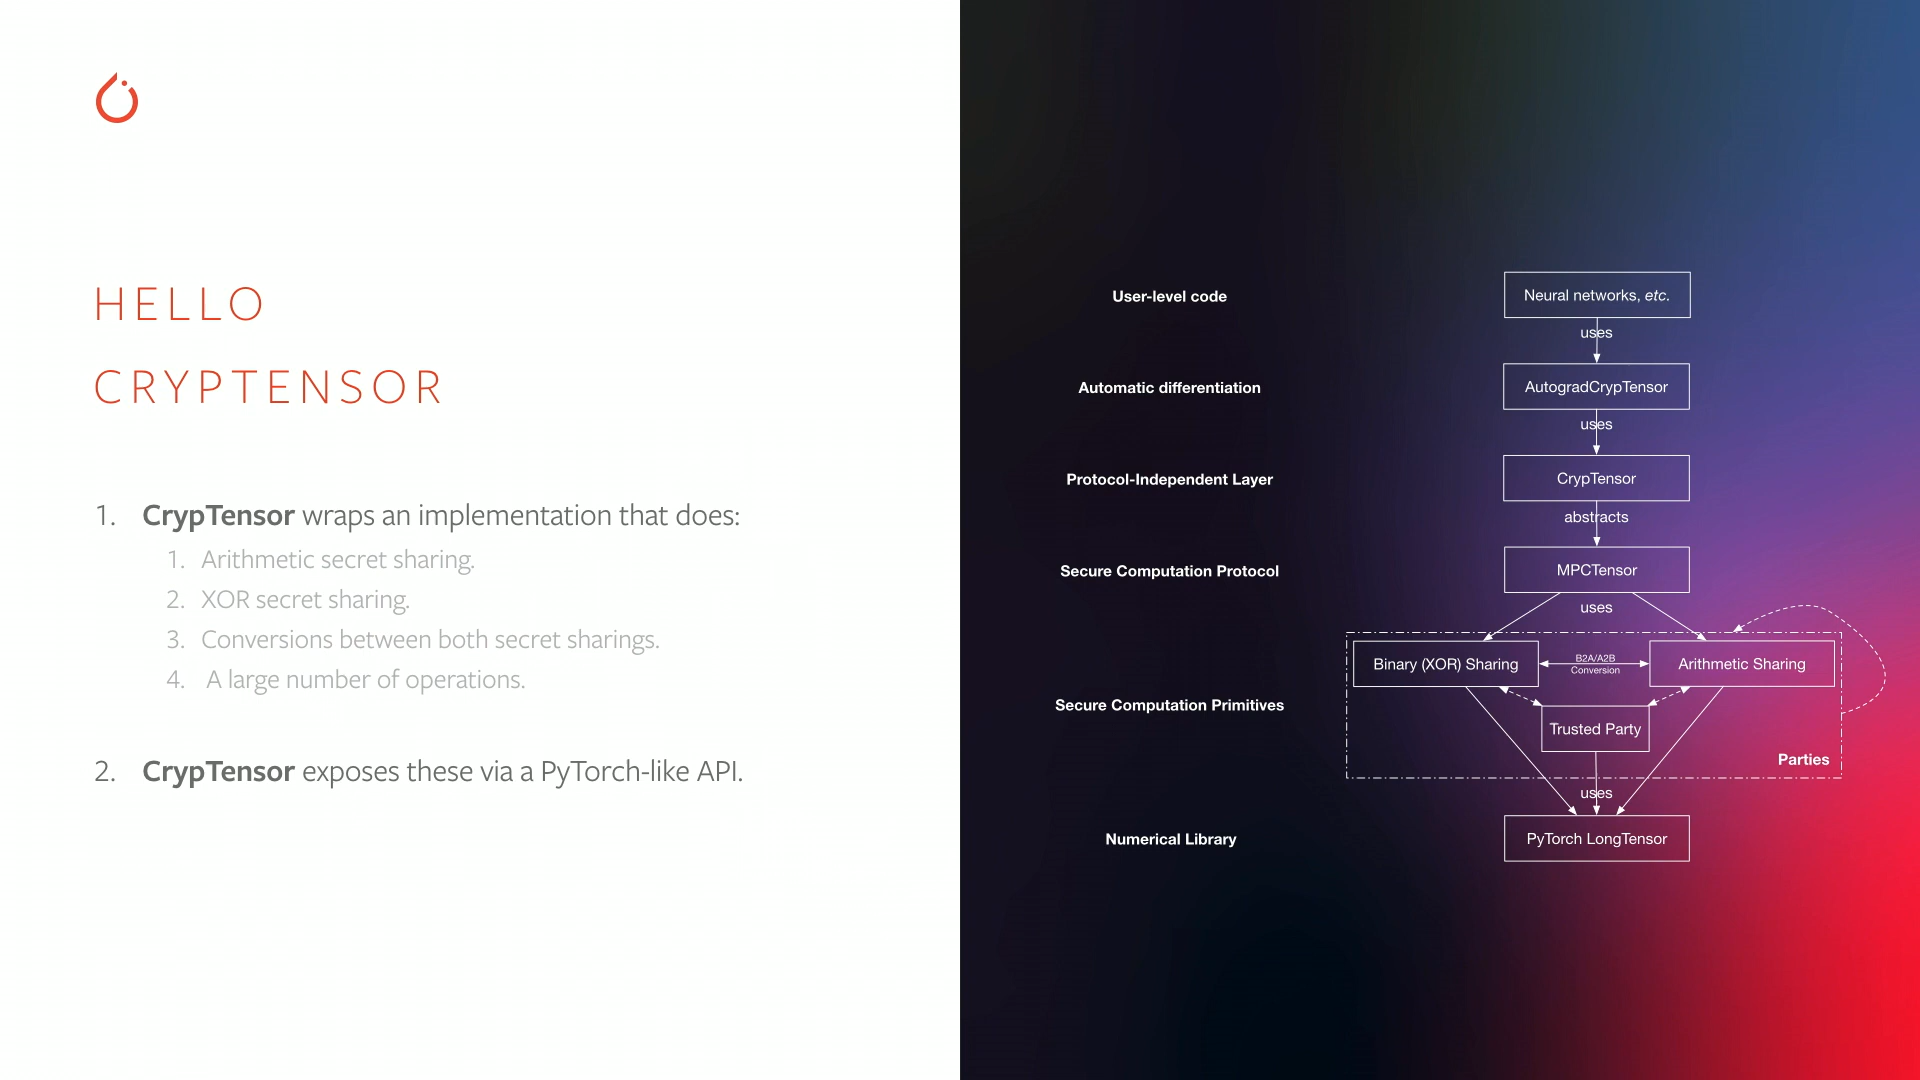 HELLO
CRYPTENSOR
1. CrypTensor wraps an implementation that does:
1. Arithmetic secret sharing.
2. XOR secret sharing.
3. Conversions between both secret sharings.
4. A large number of operations.
2. CrypTensor exposes these via a PyTorch-like API.
User-level code
Neural networks, etc.
uses
Automatic differentiation
AutogradCrypTensor
uses
Protocol-Independent Layer
CrypTensor
abstracts
Secure Computation Protocol
MPCTensor
uses
Binary (XOR) Sharing
B2A/A2B
Conversion
Arithmetic Sharing
Secure Computation Primitives
Trusted Party
Parties
uses
Numerical Library
PyTorch LongTensor